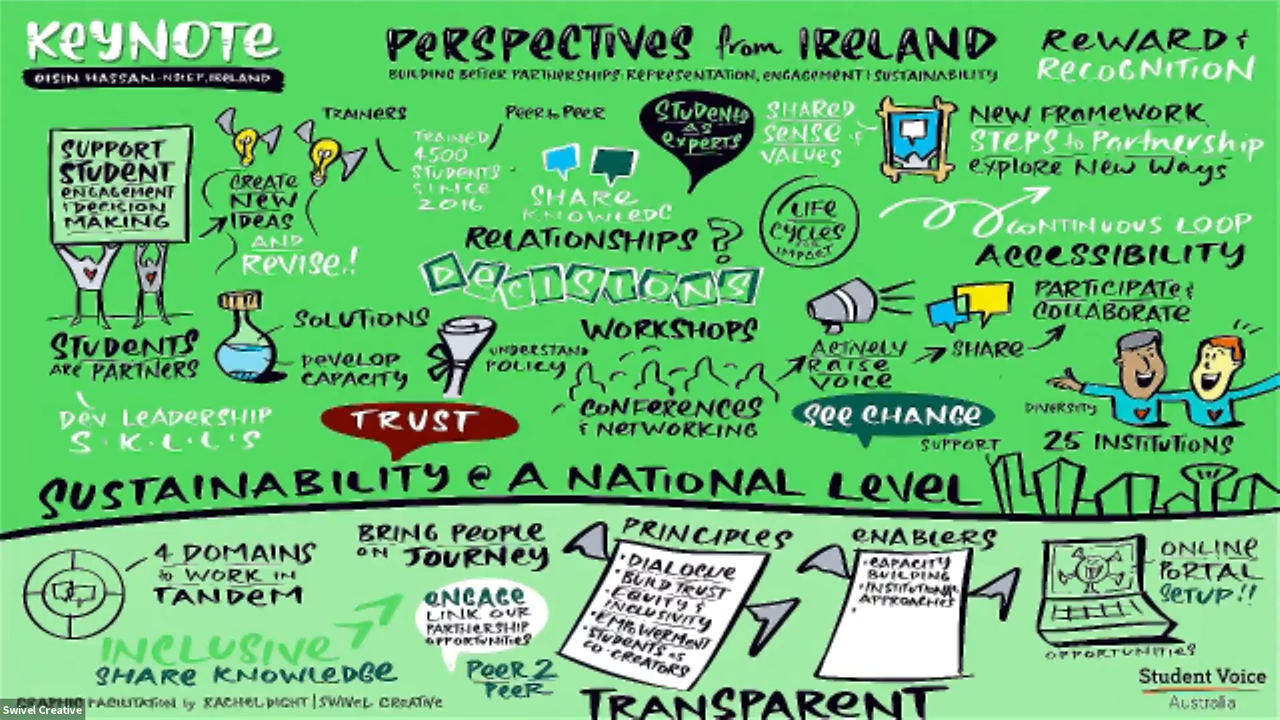 KEYNOTE
OISIN HASSAN-NSTEP, IRELAND
PERSPECTIVES from IRELAND
BUILDING BETTER PARTNERSHIPS: REPRESENTATION, ENGAGEMENT | SUSTAINABILITY
REWARD &
RECOGNITION
SUPPORT
STUDENT
ENGAGEMENT
DECISION
MAKING
STUDENTS
ARE PARTNERS
DEV LEADERSHIP
S.K.I.L.L.S
CREATE
NEW
IDEAS
AND
REVISE!
TRAINERS
TRAINED
4500
STUDENTS
SINCE
2016
PEER to PEER
SHARE
KNOWLEDG
STUDENTS
AS
EXPERTS
SHARED
SENSE &
VALUES
NEW FRAMEWORK
STEPS to Partnership
explore New Ways
CONTINUOUS LOOP
RELATIONSHIPS ?
DECISIONS
LIFE
CYCLES
FOR
IMPACT
ACCESSIBILITY
SOLUTIONS
DEVELOP
CAPACITY
UNDERSTAND
POLICY
TRUST
WORKSHOPS
CONFERENCES
& NETWORKING
ACTIVELY
RAISE
VOICE
SHARE
PARTICIPATE &
COLLABORATE
SEE CHANGE
SUPPORT
DIVERSITY
25 INSTITUTIONS
SUSTAINABILITY @ A NATIONAL LEVEL
4 DOMAINS
to WORK IN
TANDEM
INCLUSIVE
SHARE KNOWLEDGE
BRING PEOPLE
ON JOURNEY
ENGAGE
LINK OUR
PARTNERSHIP
OPPORTUNITIES
PEER 2
PEER
PRINCIPLES
• DIALOGUE
• BUILD TRUST
• EQUITY &
INCLUSIVITY
• EMPWERMENT
• STUDENTS AS
CO-CREATORS
TRANSPARENT
ENABLERS
• CAPACITY
BUILDING
• INSTITUTIONAL
APPROACHES
•
ONLINE
PORTAL
SETUP!!
OPPORTUNITIES
Student Voice
Australia
GRAPHIC FACILITATION by RACHEL DIGHT | SWIVEL CREATIVE
Swivel Creative